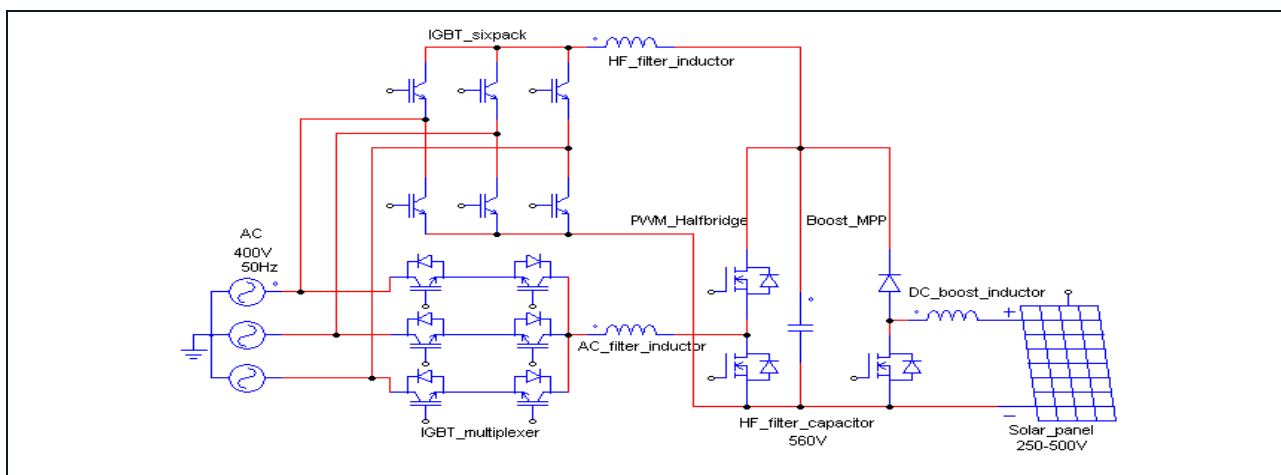 IGBT_sixpack
HF_filter_inductor
PWM_Halfbridge
Boost_MPP
AC
400V
50Hz
DC_boost_inductor
+
AC_filter_inductor
IGBT_multiplexer
HF_filter_capacitor
560V
−
Solar_panel
250-500V